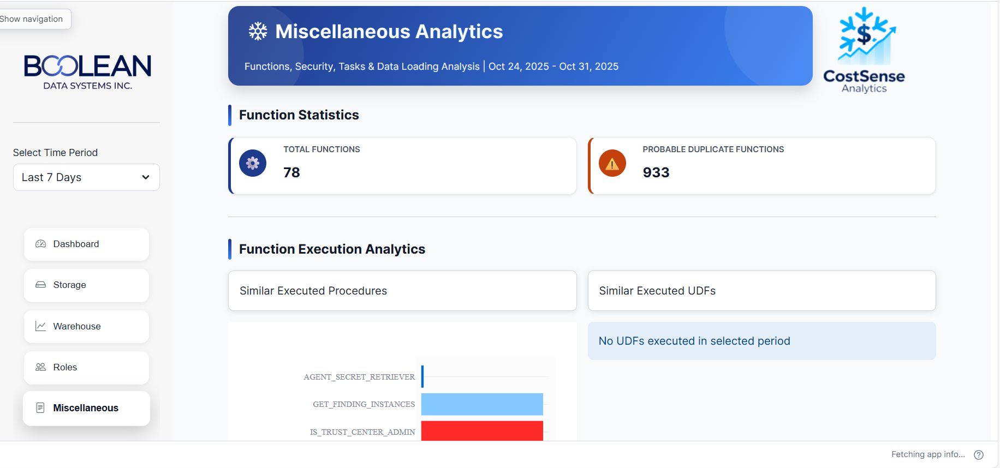 Show navigation
BOOLEAN
DATA SYSTEMS INC.
Select Time Period
Last 7 Days
Dashboard
Storage
Warehouse
Roles
Miscellaneous
Miscellaneous Analytics
Functions, Security, Tasks & Data Loading Analysis | Oct 24, 2025 - Oct 31, 2025
$
CostSense
Analytics
Function Statistics
TOTAL FUNCTIONS
78
PROBABLE DUPLICATE FUNCTIONS
933
Function Execution Analytics
Similar Executed Procedures
Similar Executed UDFs
AGENT_SECRET_RETRIEVER
GET_FINDING_INSTANCES
IS_TRUST_CENTER_ADMIN
No UDFs executed in selected period
Fetching app info...